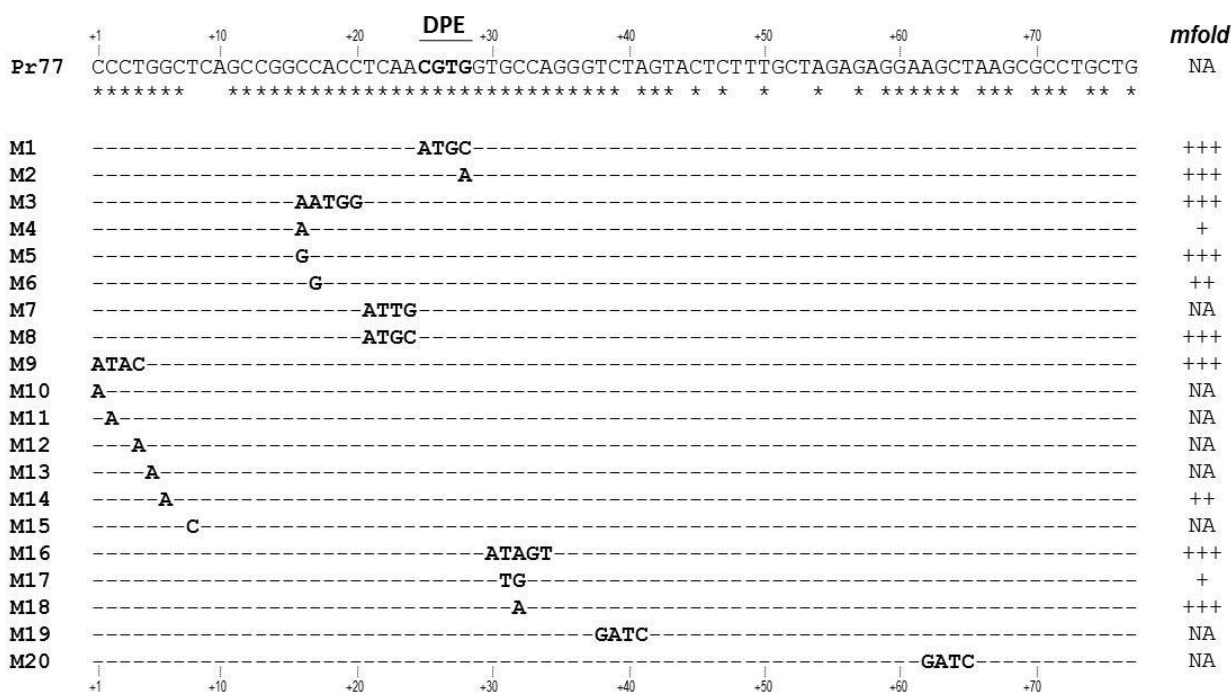 DPE
+1 +10 +20 +30 +40 +50 +60 +70 mfold
Pr77 CCCTGGCTCAGCCGGCCACCTCAACGTGGTGCCAGGGTCTAGTACTCTTTGCTAGAGAGGAAGCTAAGCGCCTGCTG NA
******* ***************************** *** * * * * * ****** *** *** ** *
M1 ------------------------ATGC------------------------------------------------- +++
M2 ---------------------------A------------------------------------------------- +++
M3 ---------------AATGG--------------------------------------------------------- +++
M4 ---------------A------------------------------------------------------------- +
M5 ---------------G------------------------------------------------------------- +++
M6 ----------------G------------------------------------------------------------ ++
M7 --------------------ATTG----------------------------------------------------- NA
M8 --------------------ATGC----------------------------------------------------- +++
M9 ATAC------------------------------------------------------------------------- +++
M10 A---------------------------------------------------------------------------- NA
M11 -A--------------------------------------------------------------------------- NA
M12 ---A------------------------------------------------------------------------- NA
M13 ----A------------------------------------------------------------------------ NA
M14 -----A----------------------------------------------------------------------- ++
M15 -------C--------------------------------------------------------------------- NA
M16 -----------------------------ATAGT------------------------------------------- +++
M17 ------------------------------TG--------------------------------------------- +
M18 -------------------------------A--------------------------------------------- +++
M19 -------------------------------------GATC------------------------------------ NA
M20 -------------------------------------------------------------GATC------------ NA
+1 +10 +20 +30 +40 +50 +60 +70